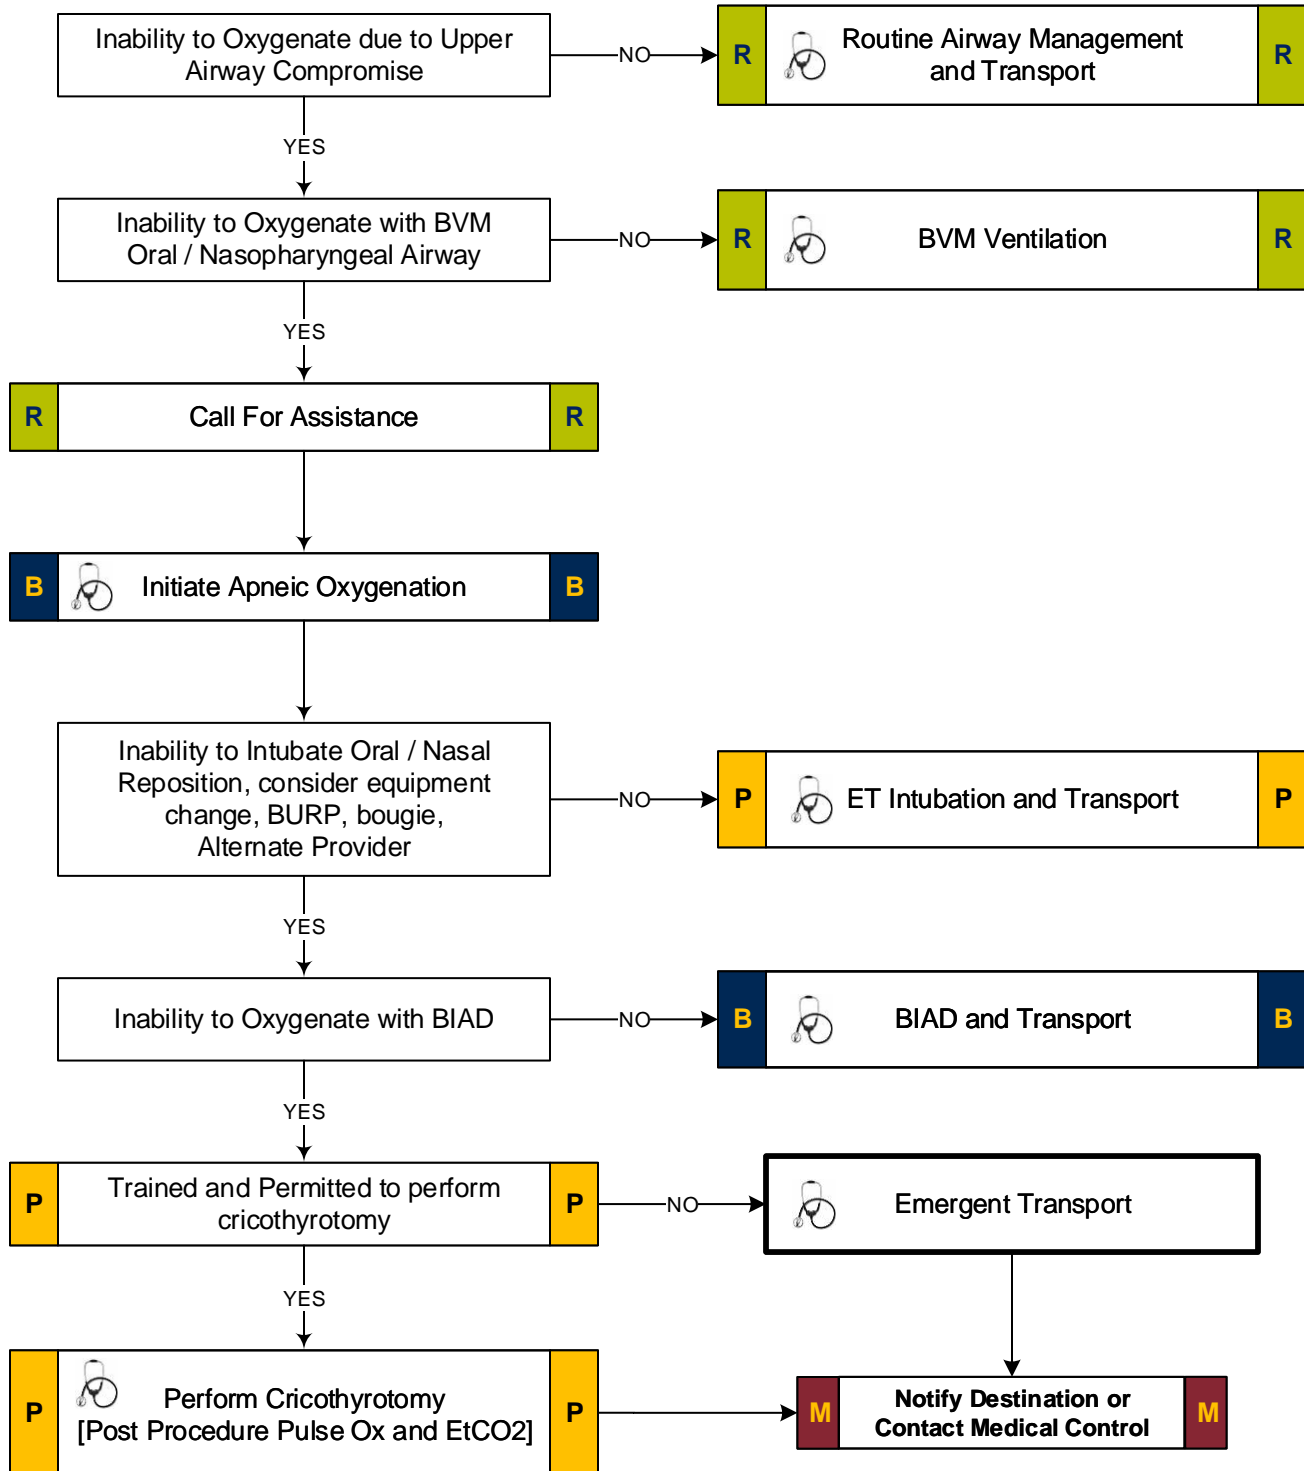 Inability to Oxygenate due to Upper
Airway Compromise
NO
R
Routine Airway Management
and Transport
R
YES
Inability to Oxygenate with BVM
Oral / Nasopharyngeal Airway
NO
R
BVM Ventilation
R
YES
R
Call For Assistance
R
B
Initiate Apneic Oxygenation
B
Inability to Intubate Oral / Nasal
Reposition, consider equipment
change, BURP, bougie,
Alternate Provider
NO
P
ET Intubation and Transport
P
YES
Inability to Oxygenate with BIAD
NO
B
BIAD and Transport
B
YES
P
Trained and Permitted to perform
cricothyrotomy
P
NO
Emergent Transport
YES
P
Perform Cricothyrotomy
[Post Procedure Pulse Ox and EtCO2]
P
M
Notify Destination or
Contact Medical Control
M